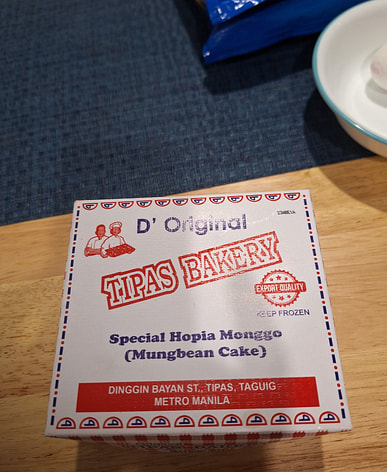 D' Original
TIPAS BAKERY
EXPORT QUALITY
KEEP FROZEN
Special Hopia Monggo
(Mungbean Cake)
DINGGIN BAYAN ST., TIPAS, TAGUIG
METRO MANILA